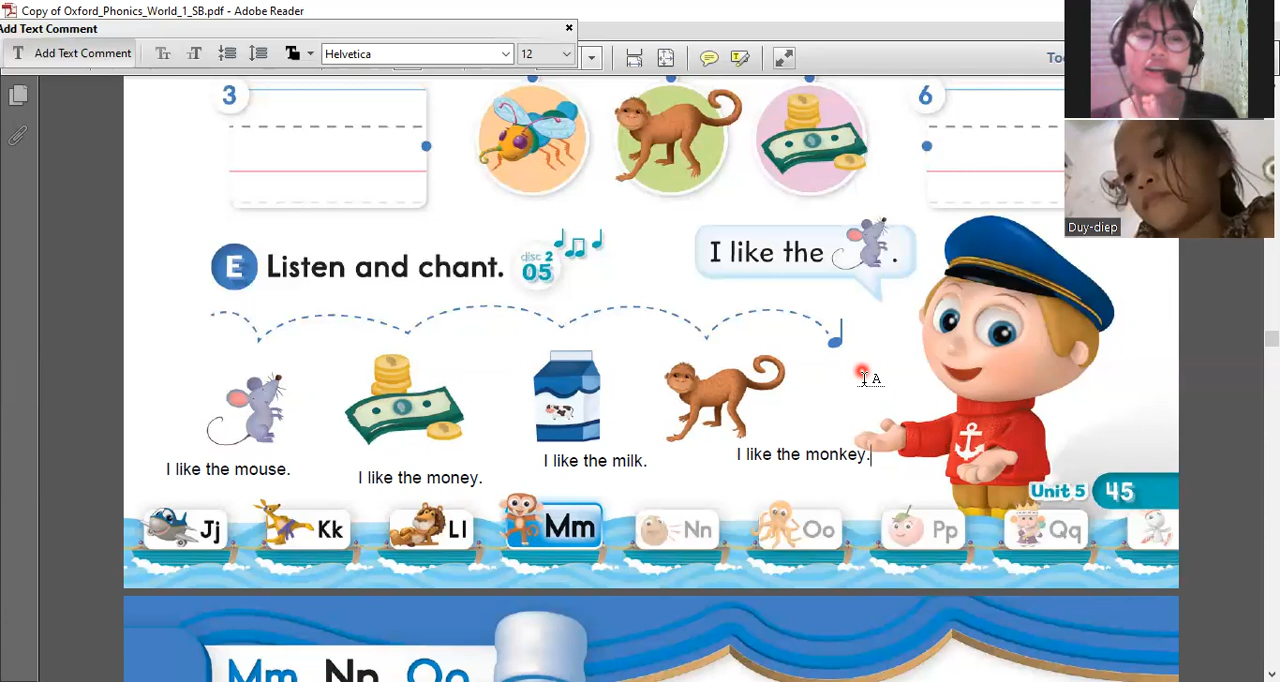 Copy of Oxford_Phonics_World_1_SB.pdf - Adobe Reader
Add Text Comment
T Add Text Comment
Helvetica
12
Too
3
6
E Listen and chant.
disc 2
05
I like the .
I like the mouse.
I like the money.
I like the milk.
I like the monkey.
A
Unit 5 45
Jj Kk Ll Mm Nn Oo Pp Qq
Mm Nn Oo
Duy-diep